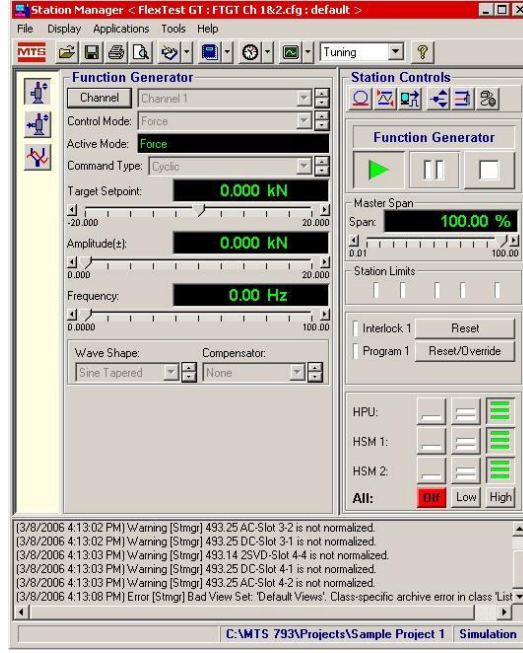 Station Manager < FlexTest GT : FTGT Ch 1&2.cfg : default >
File Display Applications Tools Help
MTS Tuning
Function Generator
Channel Channel 1
Control Mode: Force
Active Mode: Force
Command Type: Cyclic
Target Setpoint: 0.000 kN
-20.000 20.000
Amplitude(±): 0.000 kN
0.000 20.000
Frequency: 0.00 Hz
0.0000 100.00
Wave Shape: Compensator:
Sine Tapered None
Station Controls
Function Generator
Master Span
Span: 100.00 %
0.01 100.00
Station Limits
Interlock 1 Reset
Program 1 Reset/Override
HPU:
HSM 1:
HSM 2:
All: Off Low High
(3/8/2006 4:13:02 PM) Warning [Stmgr] 493.25 AC-Slot 3-2 is not normalized.
(3/8/2006 4:13:02 PM) Warning [Stmgr] 493.25 DC-Slot 3-1 is not normalized.
(3/8/2006 4:13:03 PM) Warning [Stmgr] 493.14 2SVD-Slot 4-4 is not normalized.
(3/8/2006 4:13:03 PM) Warning [Stmgr] 493.25 DC-Slot 4-1 is not normalized.
(3/8/2006 4:13:03 PM) Warning [Stmgr] 493.25 AC-Slot 4-2 is not normalized.
(3/8/2006 4:13:08 PM) Error [Stmgr] Bad View Set: 'Default Views'. Class-specific archive error in class 'List
C:\MTS 793\Projects\Sample Project 1 Simulation